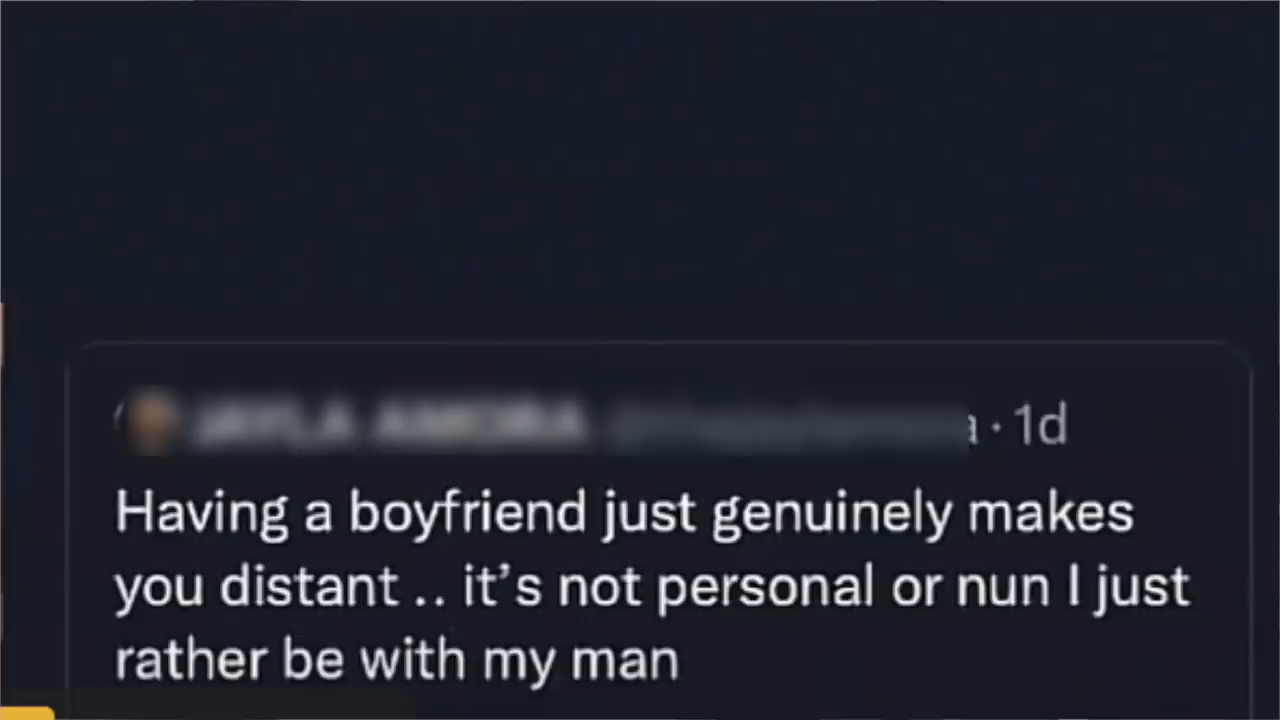 a · 1d
Having a boyfriend just genuinely makes
you distant .. it’s not personal or nun I just
rather be with my man